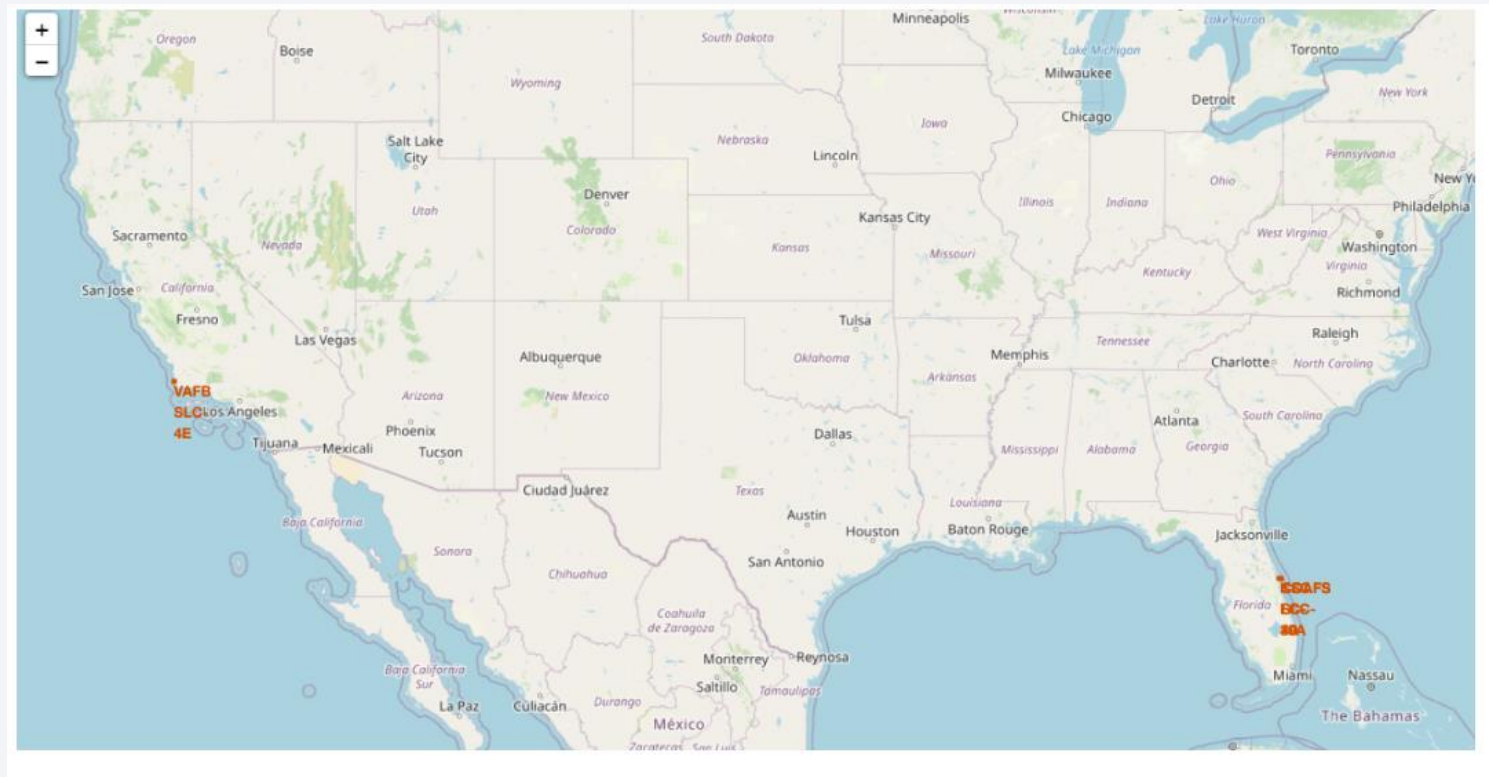 +
−
Oregon
Boise
South Dakota
Minneapolis
Lake Huron
Lake Michigan
Toronto
Wyoming
Milwaukee
Detroit
New York
Iowa
Chicago
Salt Lake
City
Nebraska
Lincoln
Pennsylvania
Ohio
New Y
Denver
Utah
Illinois
Indiana
Philadelphia
Kansas City
Colorado
Sacramento
Nevada
Kansas
Missouri
West Virginia
Washington
Virginia
Kentucky
San Jose
California
Richmond
Fresno
Las Vegas
Tulsa
Raleigh
Albuquerque
Oklahoma
Memphis
Tennessee
Charlotte
North Carolina
Arkansas
VAFB
SLC-
4E
Los Angeles
Arizona
New Mexico
Phoenix
Tucson
Dallas
Atlanta
South Carolina
Tijuana
Mexicali
Mississippi
Alabama
Georgia
Ciudad Juárez
Texas
Louisiana
Austin
Houston
Baton Rouge
Baja California
Jacksonville
Sonora
San Antonio
Chihuahua
Florida
Coahuila
de Zaragoza
Monterrey
Reynosa
Baja California
Sur
Saltillo
Tamaulipas
Miami
Nassau
La Paz
Culiacán
Durango
México
The Bahamas
Zacatecas
San Luis